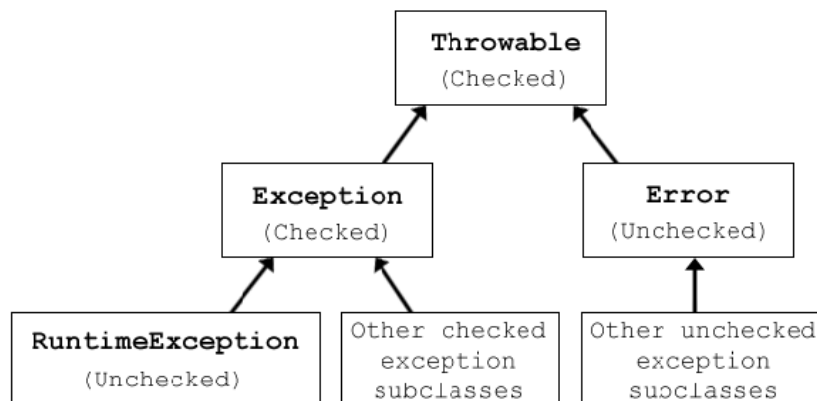 Throwable
(Checked)
Exception
(Checked)
Error
(Unchecked)
RuntimeException
(Unchecked)
Other checked
exception
subclasses
Other unchecked
exception
subclasses